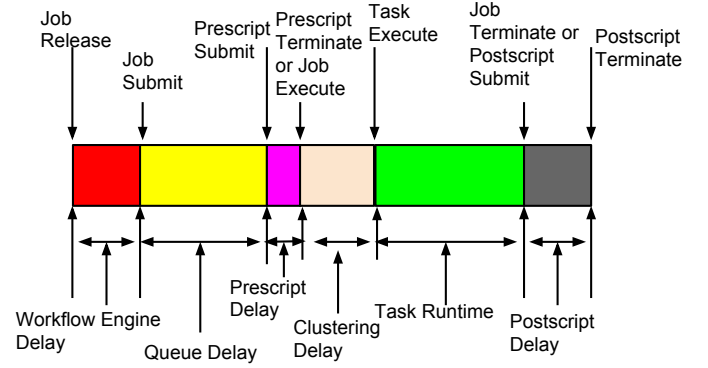 Job
Release
Job
Submit
Prescript
Submit
Prescript
Terminate
or Job
Execute
Task
Execute
Job
Terminate or
Postscript
Submit
Postscript
Terminate
Workflow Engine
Delay
Queue Delay
Prescript
Delay
Clustering
Delay
Task Runtime
Postscript
Delay